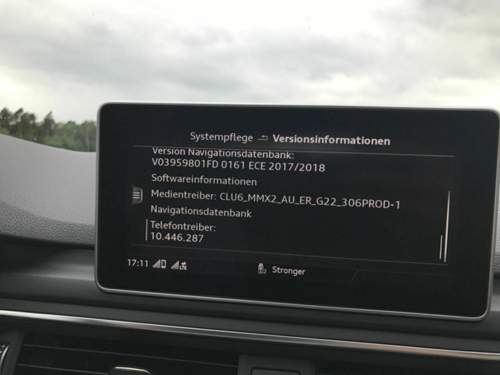 Systempflege Versionsinformationen
Version Navigationsdatenbank:
V03959801FD 0161 ECE 2017/2018
Softwareinformationen
Medientreiber: CLU6_MMX2_AU_ER_G22_306PROD-1
Navigationsdatenbank
Telefontreiber:
10.446.287
17:11 Stronger